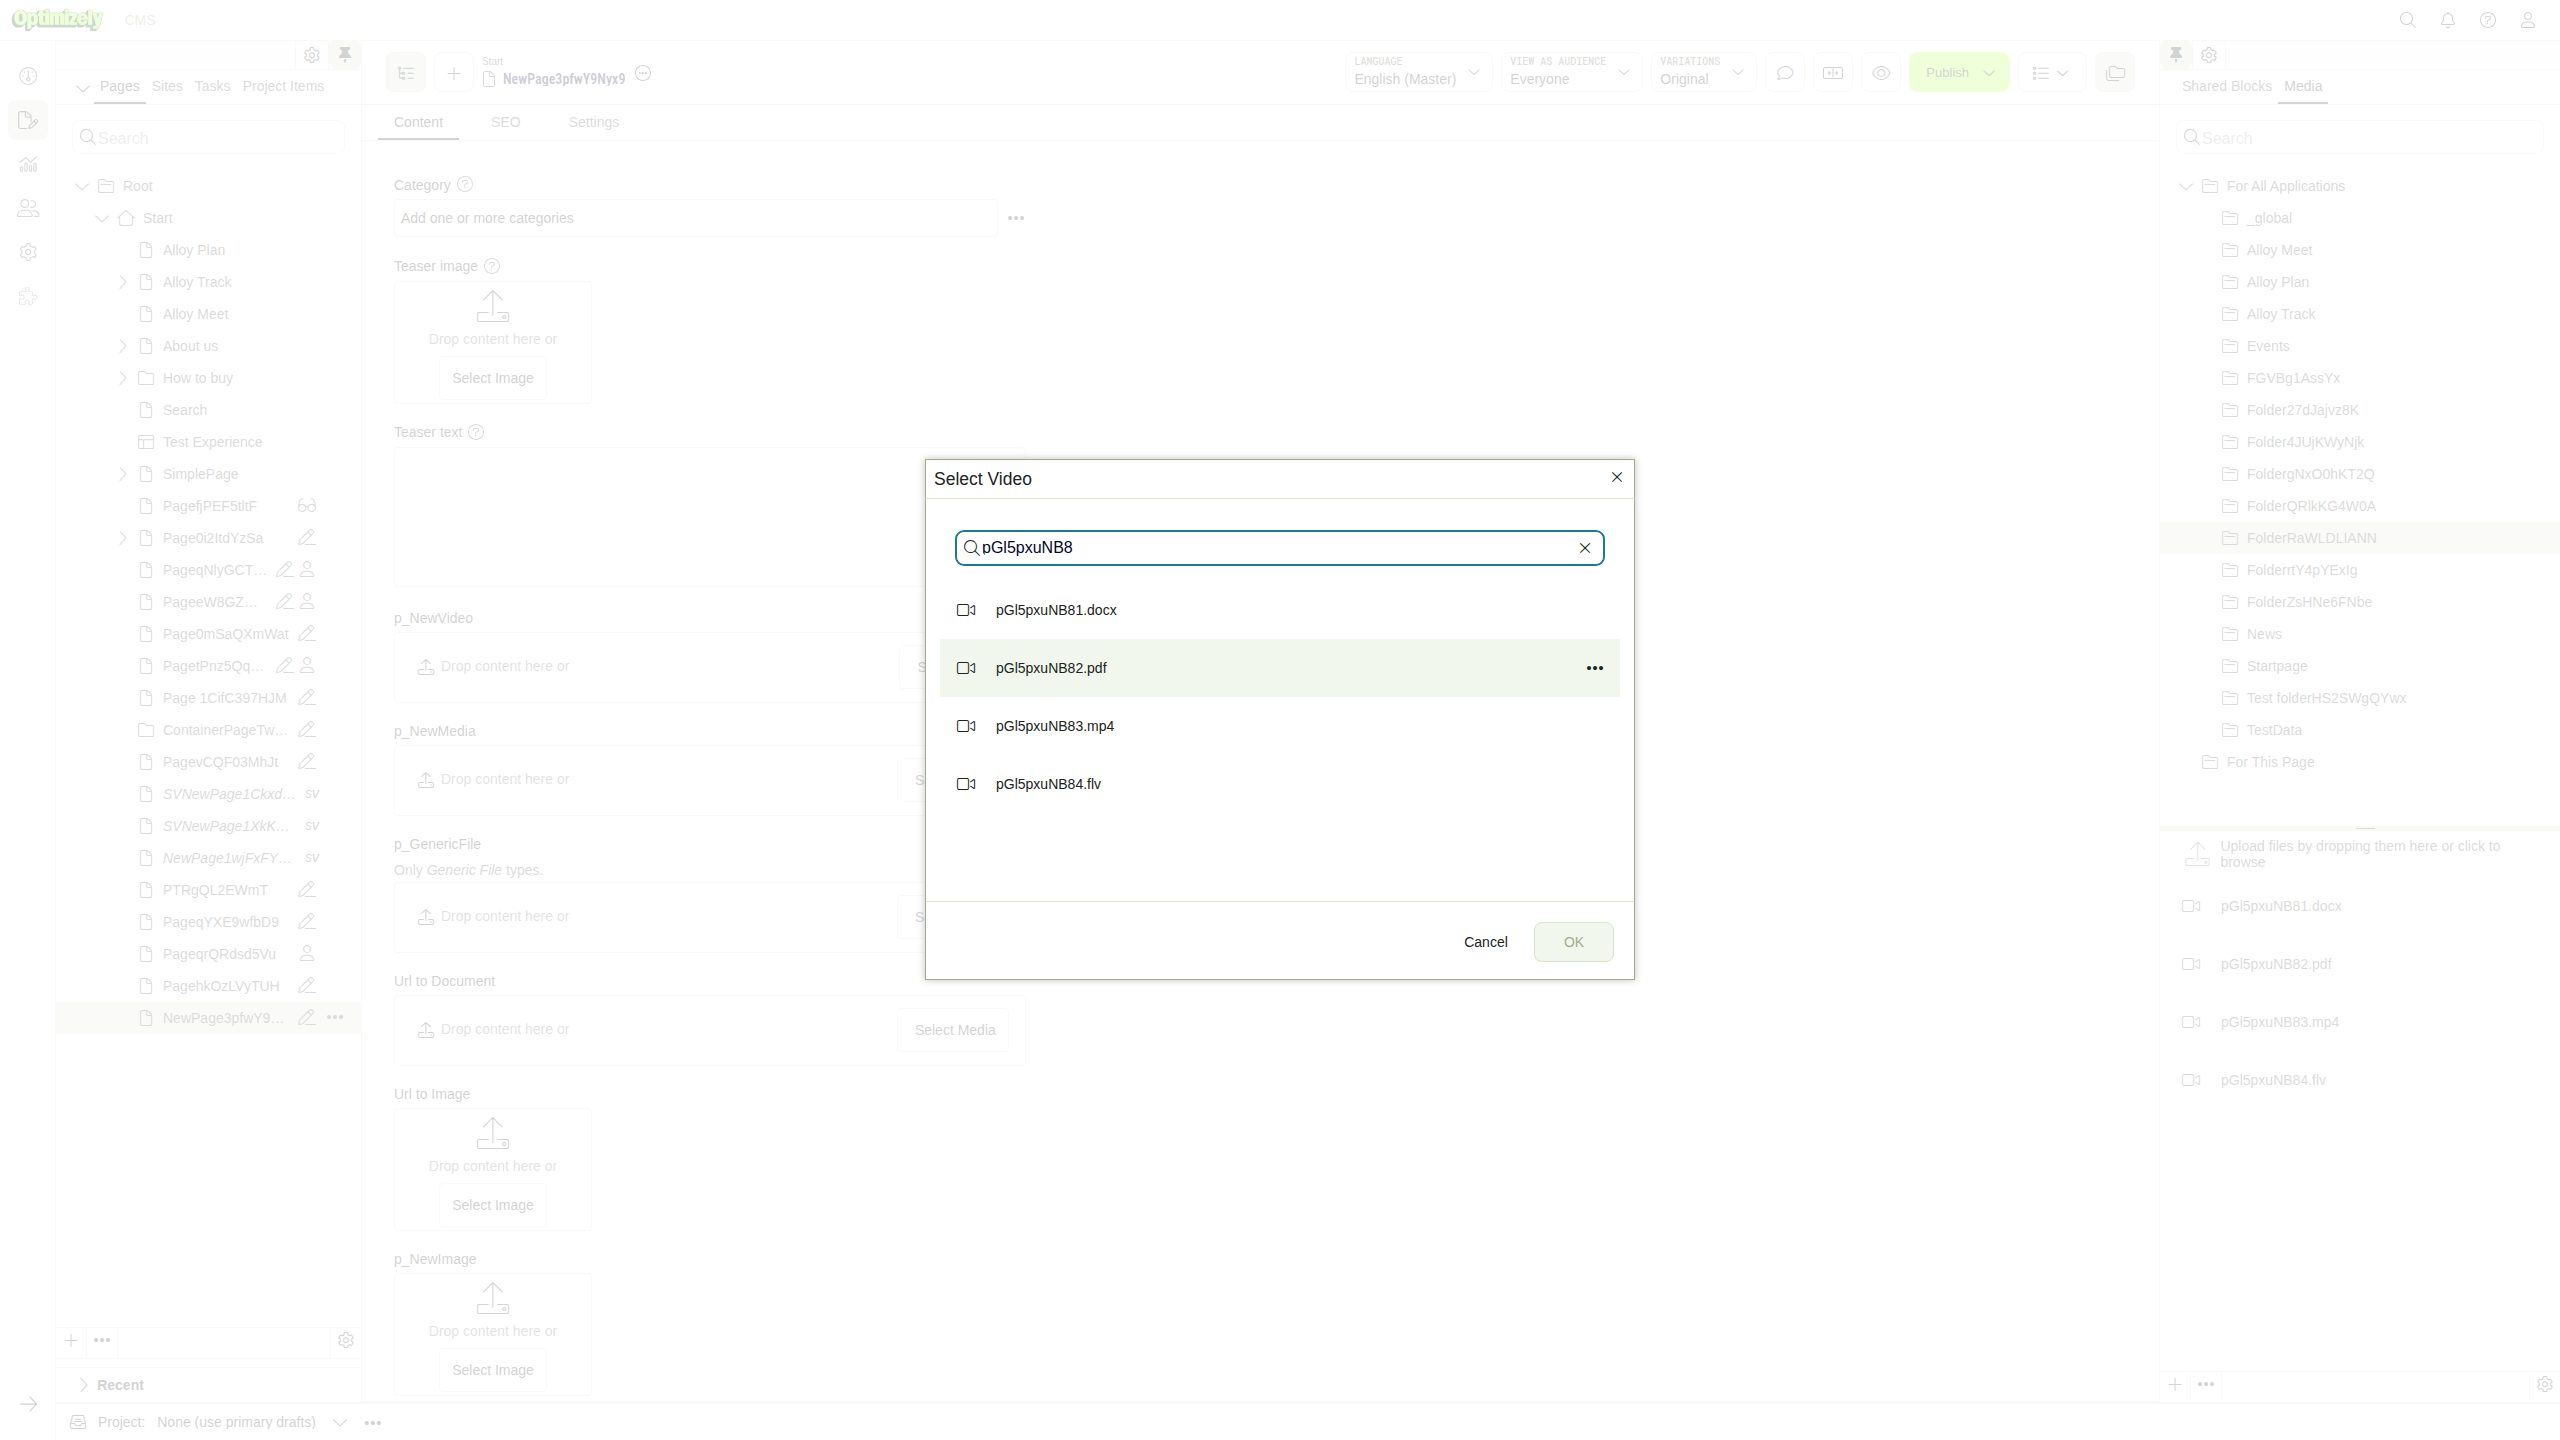 Optimizely CMS
Pages Sites Tasks Project Items
Search
Root
Start
Alloy Plan
Alloy Track
Alloy Meet
About us
How to buy
Search
Test Experience
SimplePage
PagefjPEF5tltF
Page0i2ItdYzSa
PageqNlyGCT...
PageeW8GZ...
Page0mSaQXmWat
PagetPnz5Qq...
Page 1CifC397HJM
ContainerPageTw...
PagevCQF03MhJt
SVNewPage1Ckxd... sv
SVNewPage1XkK... sv
NewPage1wjFxFY... sv
PTRgQL2EWmT
PageqYXE9wfbD9
PageqrQRdsd5Vu
PagehkOzLVyTUH
NewPage3pfwY9...
Recent
Project: None (use primary drafts)
Start
NewPage3pfwY9Nyx9
LANGUAGE
English (Master)
VIEW AS AUDIENCE
Everyone
VARIATIONS
Original
Publish
Content SEO Settings
Category
Add one or more categories
Teaser image
Drop content here or
Select Image
Teaser text
p_NewVideo
Drop content here or S
p_NewMedia
Drop content here or S
p_GenericFile
Only Generic File types.
Drop content here or S
Url to Document
Drop content here or Select Media
Url to Image
Drop content here or
Select Image
p_NewImage
Drop content here or
Select Image
Select Video
pGl5pxuNB8
pGl5pxuNB81.docx
pGl5pxuNB82.pdf
pGl5pxuNB83.mp4
pGl5pxuNB84.flv
Cancel OK
Shared Blocks Media
Search
For All Applications
_global
Alloy Meet
Alloy Plan
Alloy Track
Events
FGVBg1AssYx
Folder27dJajvz8K
Folder4JUjKWyNjk
FoldergNxO0hKT2Q
FolderQRlkKG4W0A
FolderRaWLDLIANN
FolderrtY4pYExIg
FolderZsHNe6FNbe
News
Startpage
Test folderHS2SWgQYwx
TestData
For This Page
Upload files by dropping them here or click to
browse
pGl5pxuNB81.docx
pGl5pxuNB82.pdf
pGl5pxuNB83.mp4
pGl5pxuNB84.flv